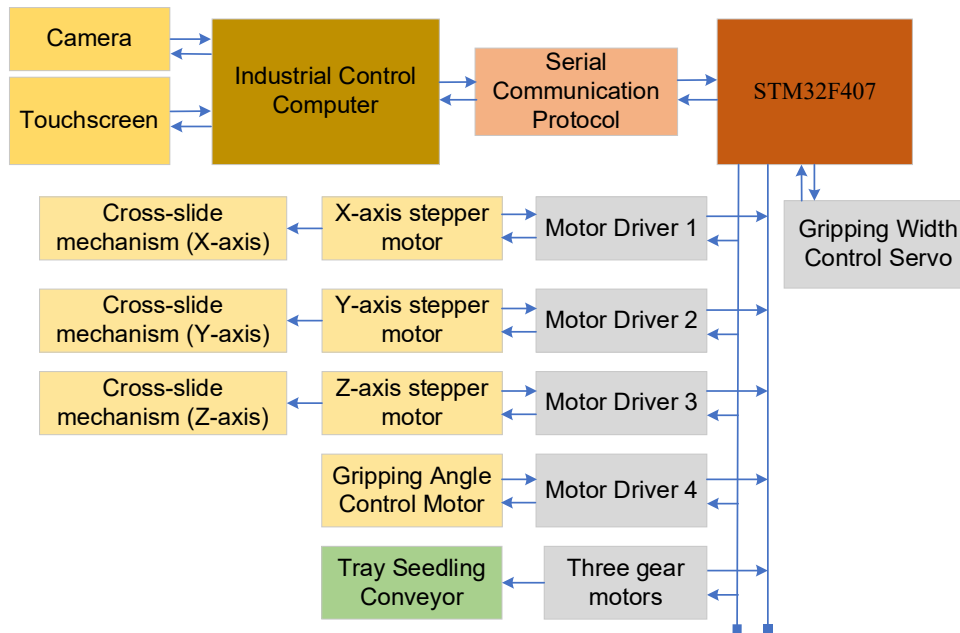 Camera
Touchscreen
Industrial Control
Computer
Serial
Communication
Protocol
STM32F407
Cross-slide
mechanism (X-axis)
X-axis stepper
motor
Motor Driver 1
Gripping Width
Control Servo
Cross-slide
mechanism (Y-axis)
Y-axis stepper
motor
Motor Driver 2
Cross-slide
mechanism (Z-axis)
Z-axis stepper
motor
Motor Driver 3
Gripping Angle
Control Motor
Motor Driver 4
Tray Seedling
Conveyor
Three gear
motors